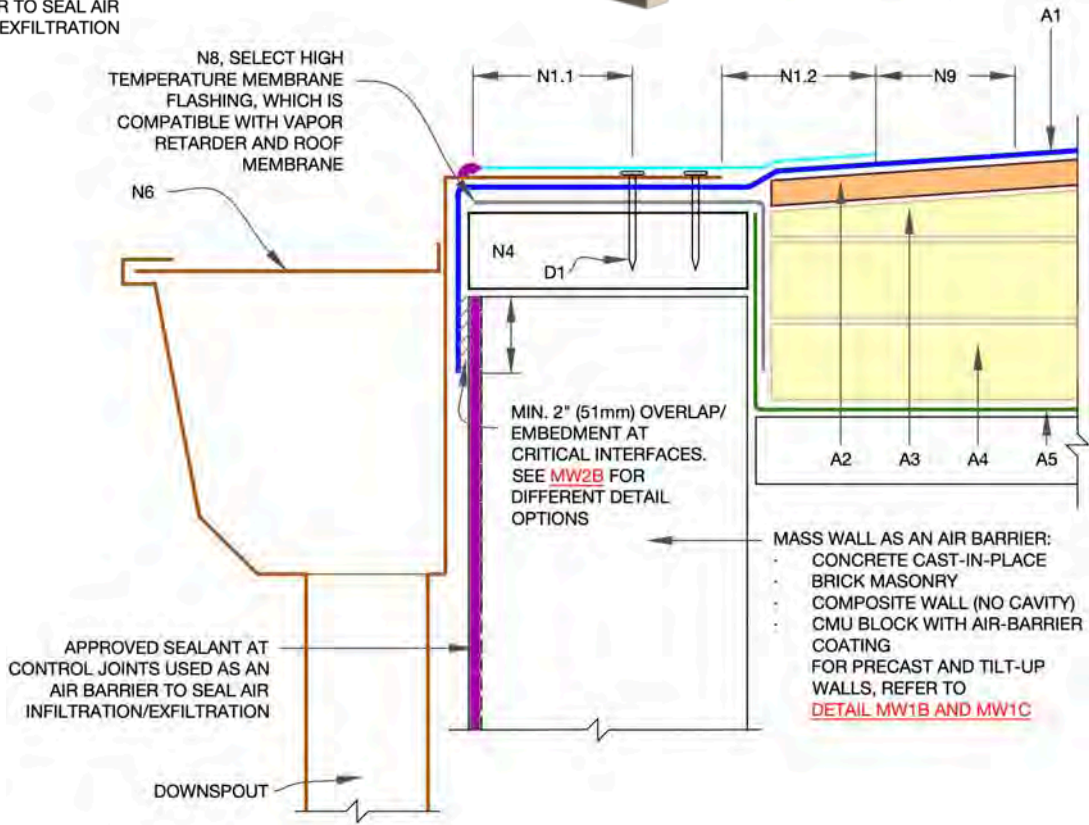 R TO SEAL AIR
EXFILTRATION
A1
N8, SELECT HIGH
TEMPERATURE MEMBRANE
FLASHING, WHICH IS
COMPATIBLE WITH VAPOR
RETARDER AND ROOF
MEMBRANE
N1.1
N1.2
N9
N6
N4
D1
MIN. 2" (51mm) OVERLAP/
EMBEDMENT AT
CRITICAL INTERFACES.
SEE MW2B FOR
DIFFERENT DETAIL
OPTIONS
A2
A3
A4
A5
MASS WALL AS AN AIR BARRIER:
· CONCRETE CAST-IN-PLACE
· BRICK MASONRY
· COMPOSITE WALL (NO CAVITY)
· CMU BLOCK WITH AIR-BARRIER
COATING
FOR PRECAST AND TILT-UP
WALLS, REFER TO
DETAIL MW1B AND MW1C
APPROVED SEALANT AT
CONTROL JOINTS USED AS AN
AIR BARRIER TO SEAL AIR
INFILTRATION/EXFILTRATION
DOWNSPOUT